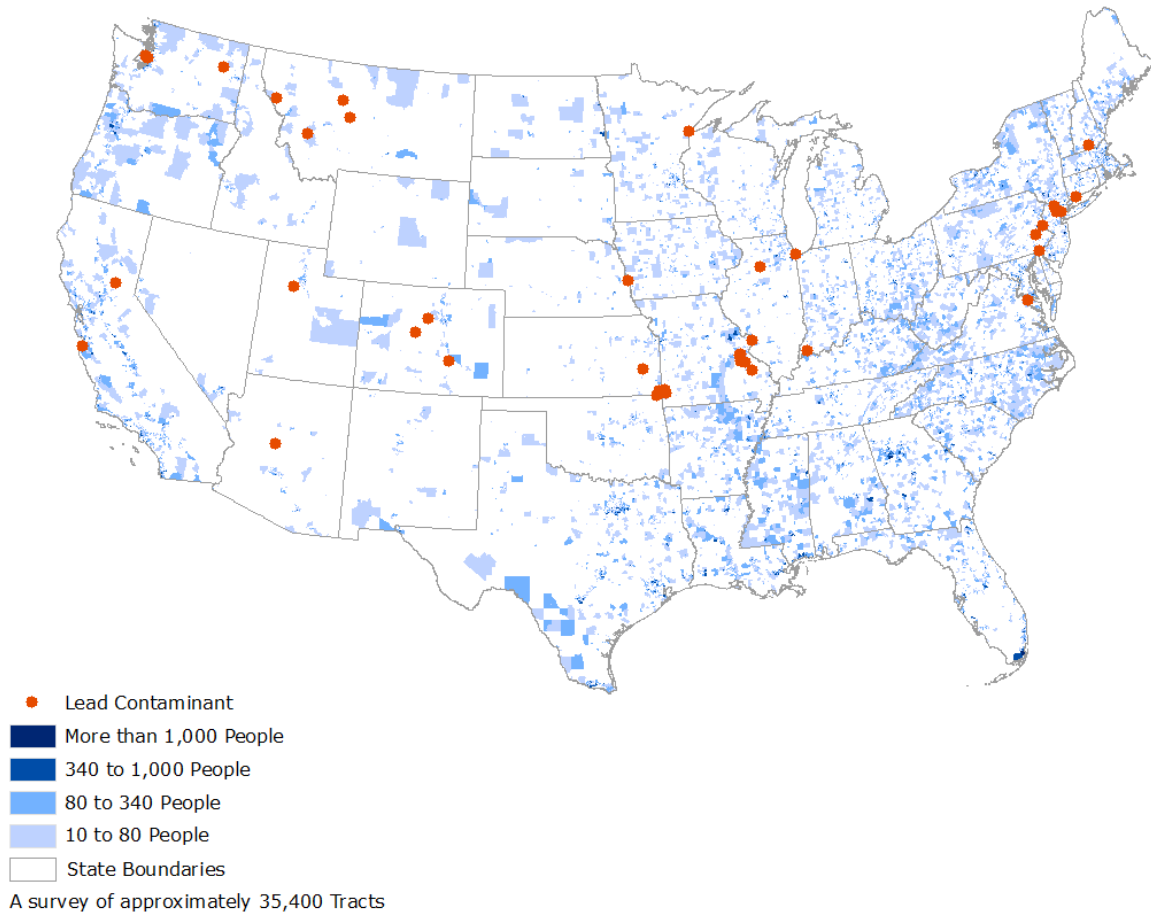 Lead Contaminant
More than 1,000 People
340 to 1,000 People
80 to 340 People
10 to 80 People
State Boundaries
A survey of approximately 35,400 Tracts